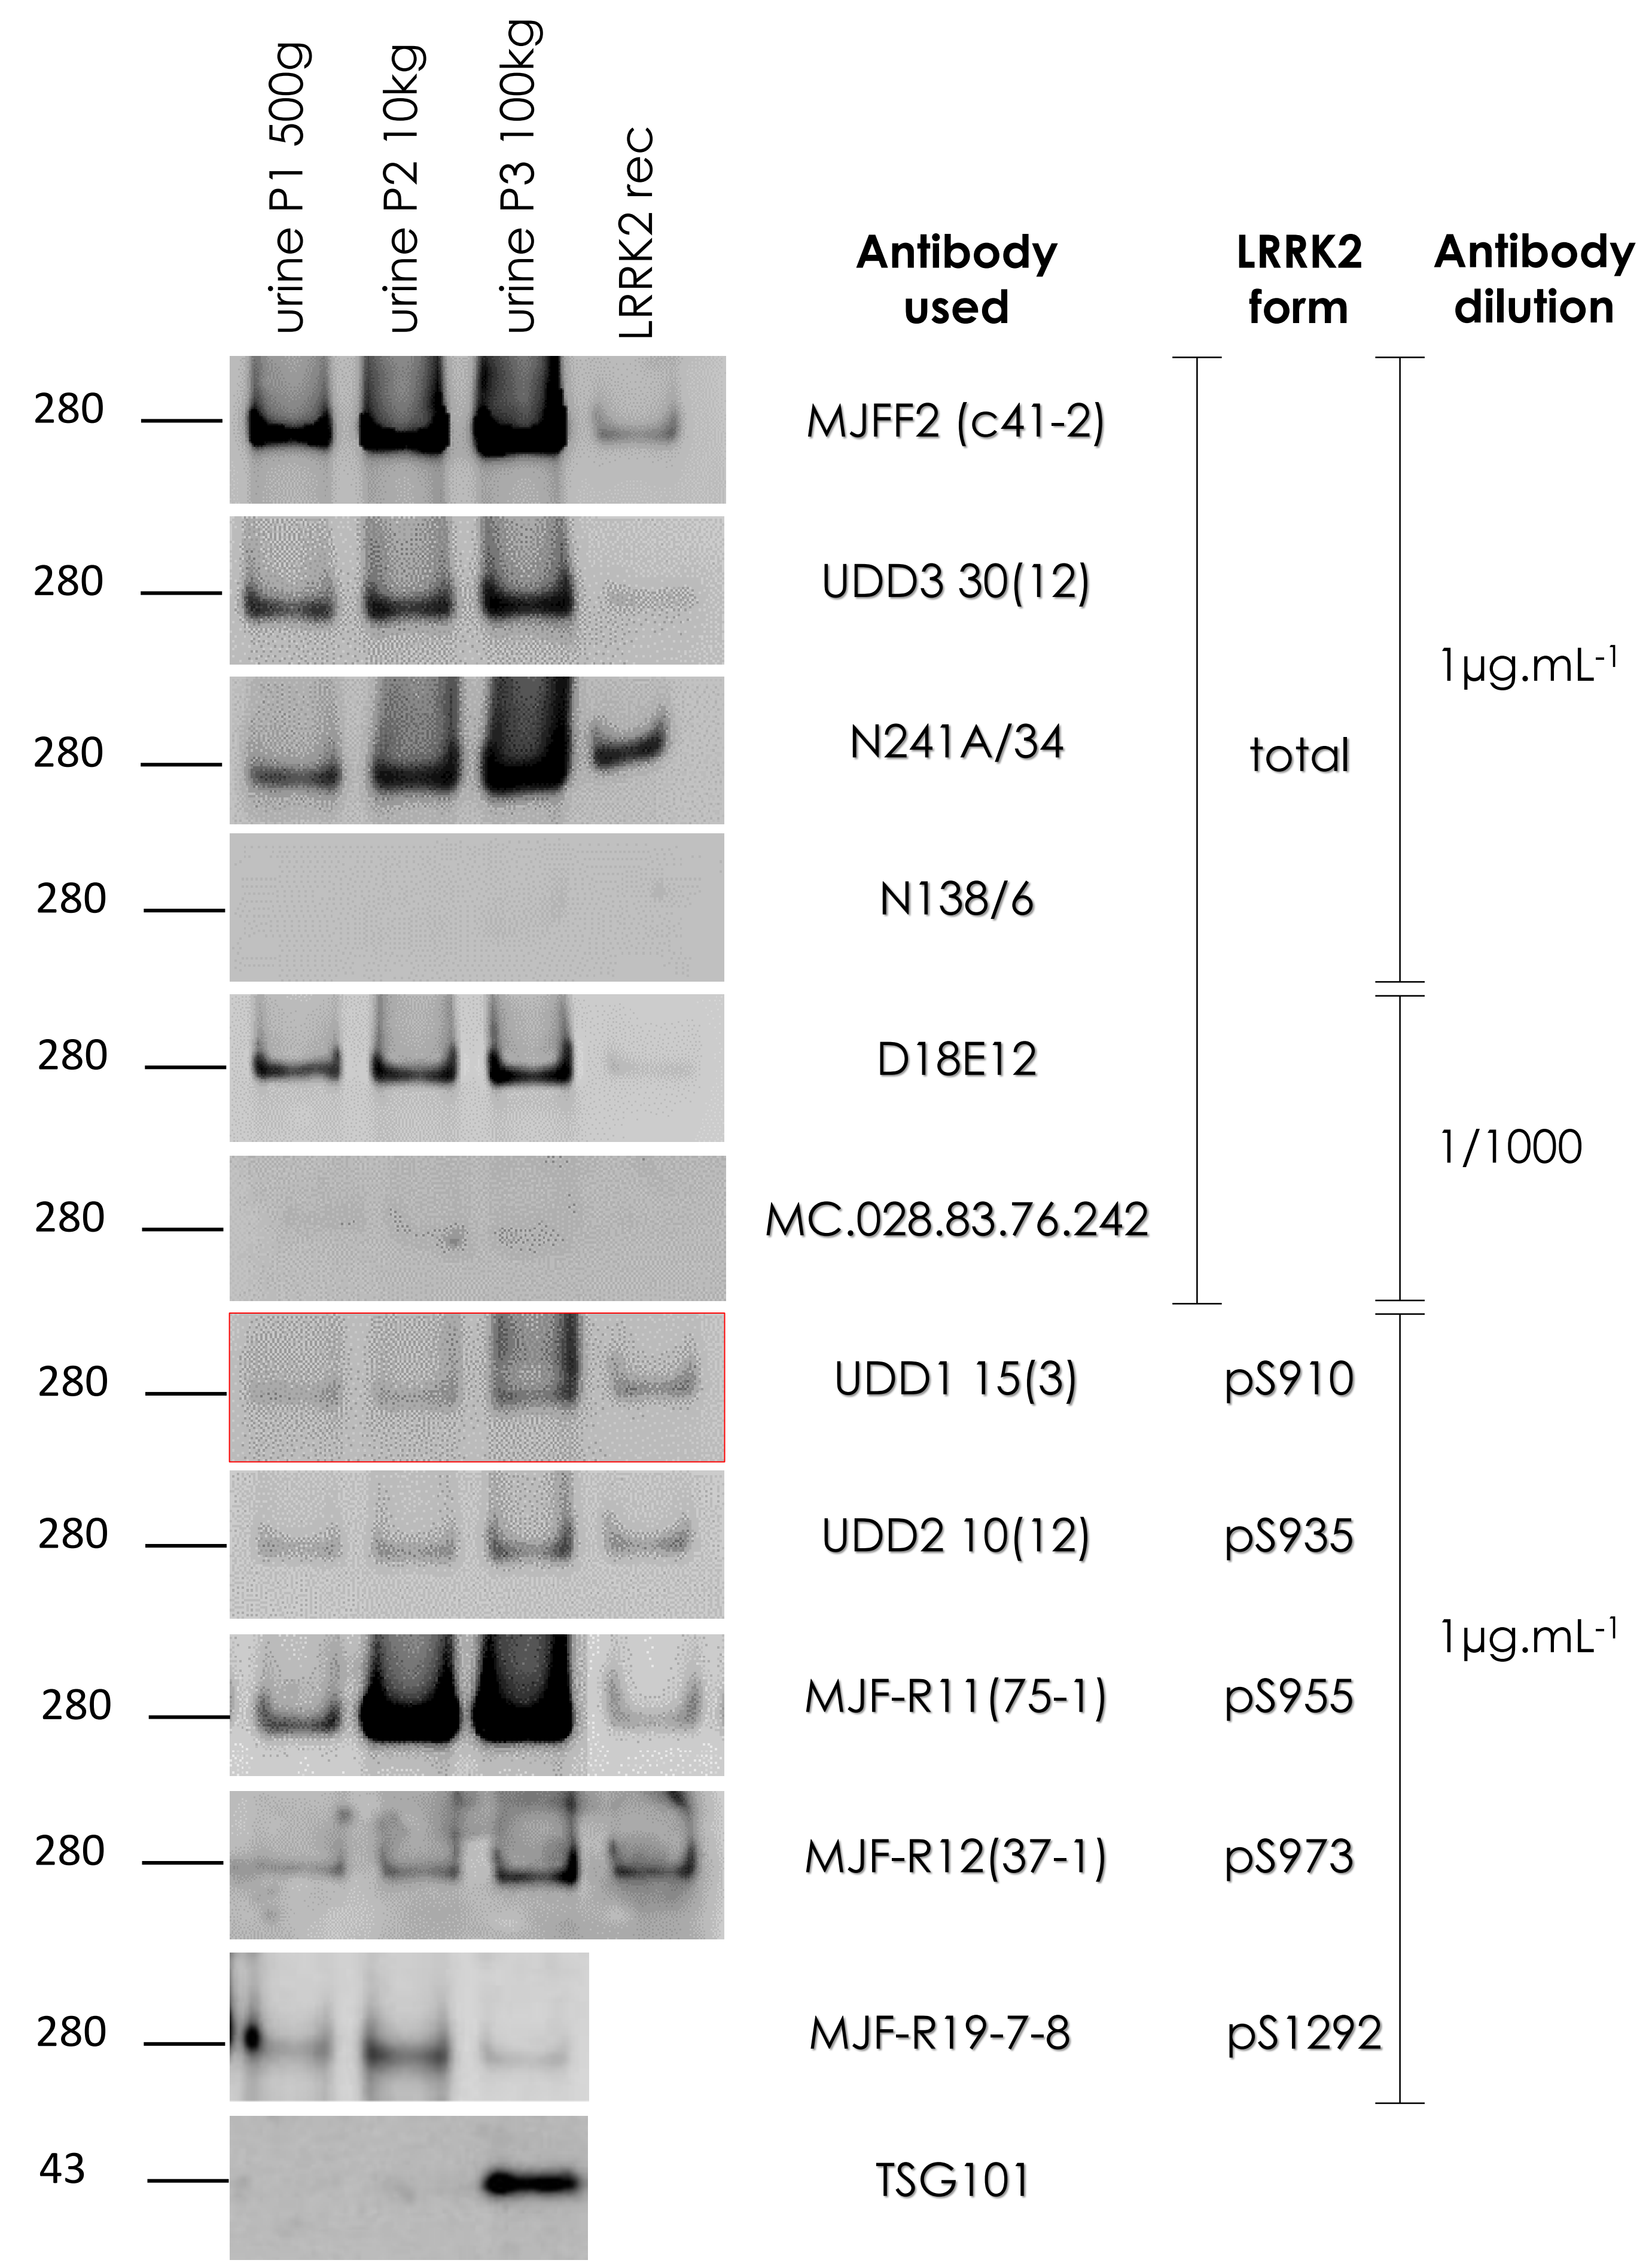 urine P1 500g
urine P2 10kg
urine P3 100kg
LRRK2 rec
Antibody used
LRRK2 form
Antibody dilution
280 MJFF2 (c41-2)
280 UDD3 30(12)
1µg.mL-1
280 N241A/34 total
280 N138/6
280 D18E12
1/1000
280 MC.028.83.76.242
280 UDD1 15(3) pS910
280 UDD2 10(12) pS935
1µg.mL-1
280 MJF-R11(75-1) pS955
280 MJF-R12(37-1) pS973
280 MJF-R19-7-8 pS1292
43 TSG101